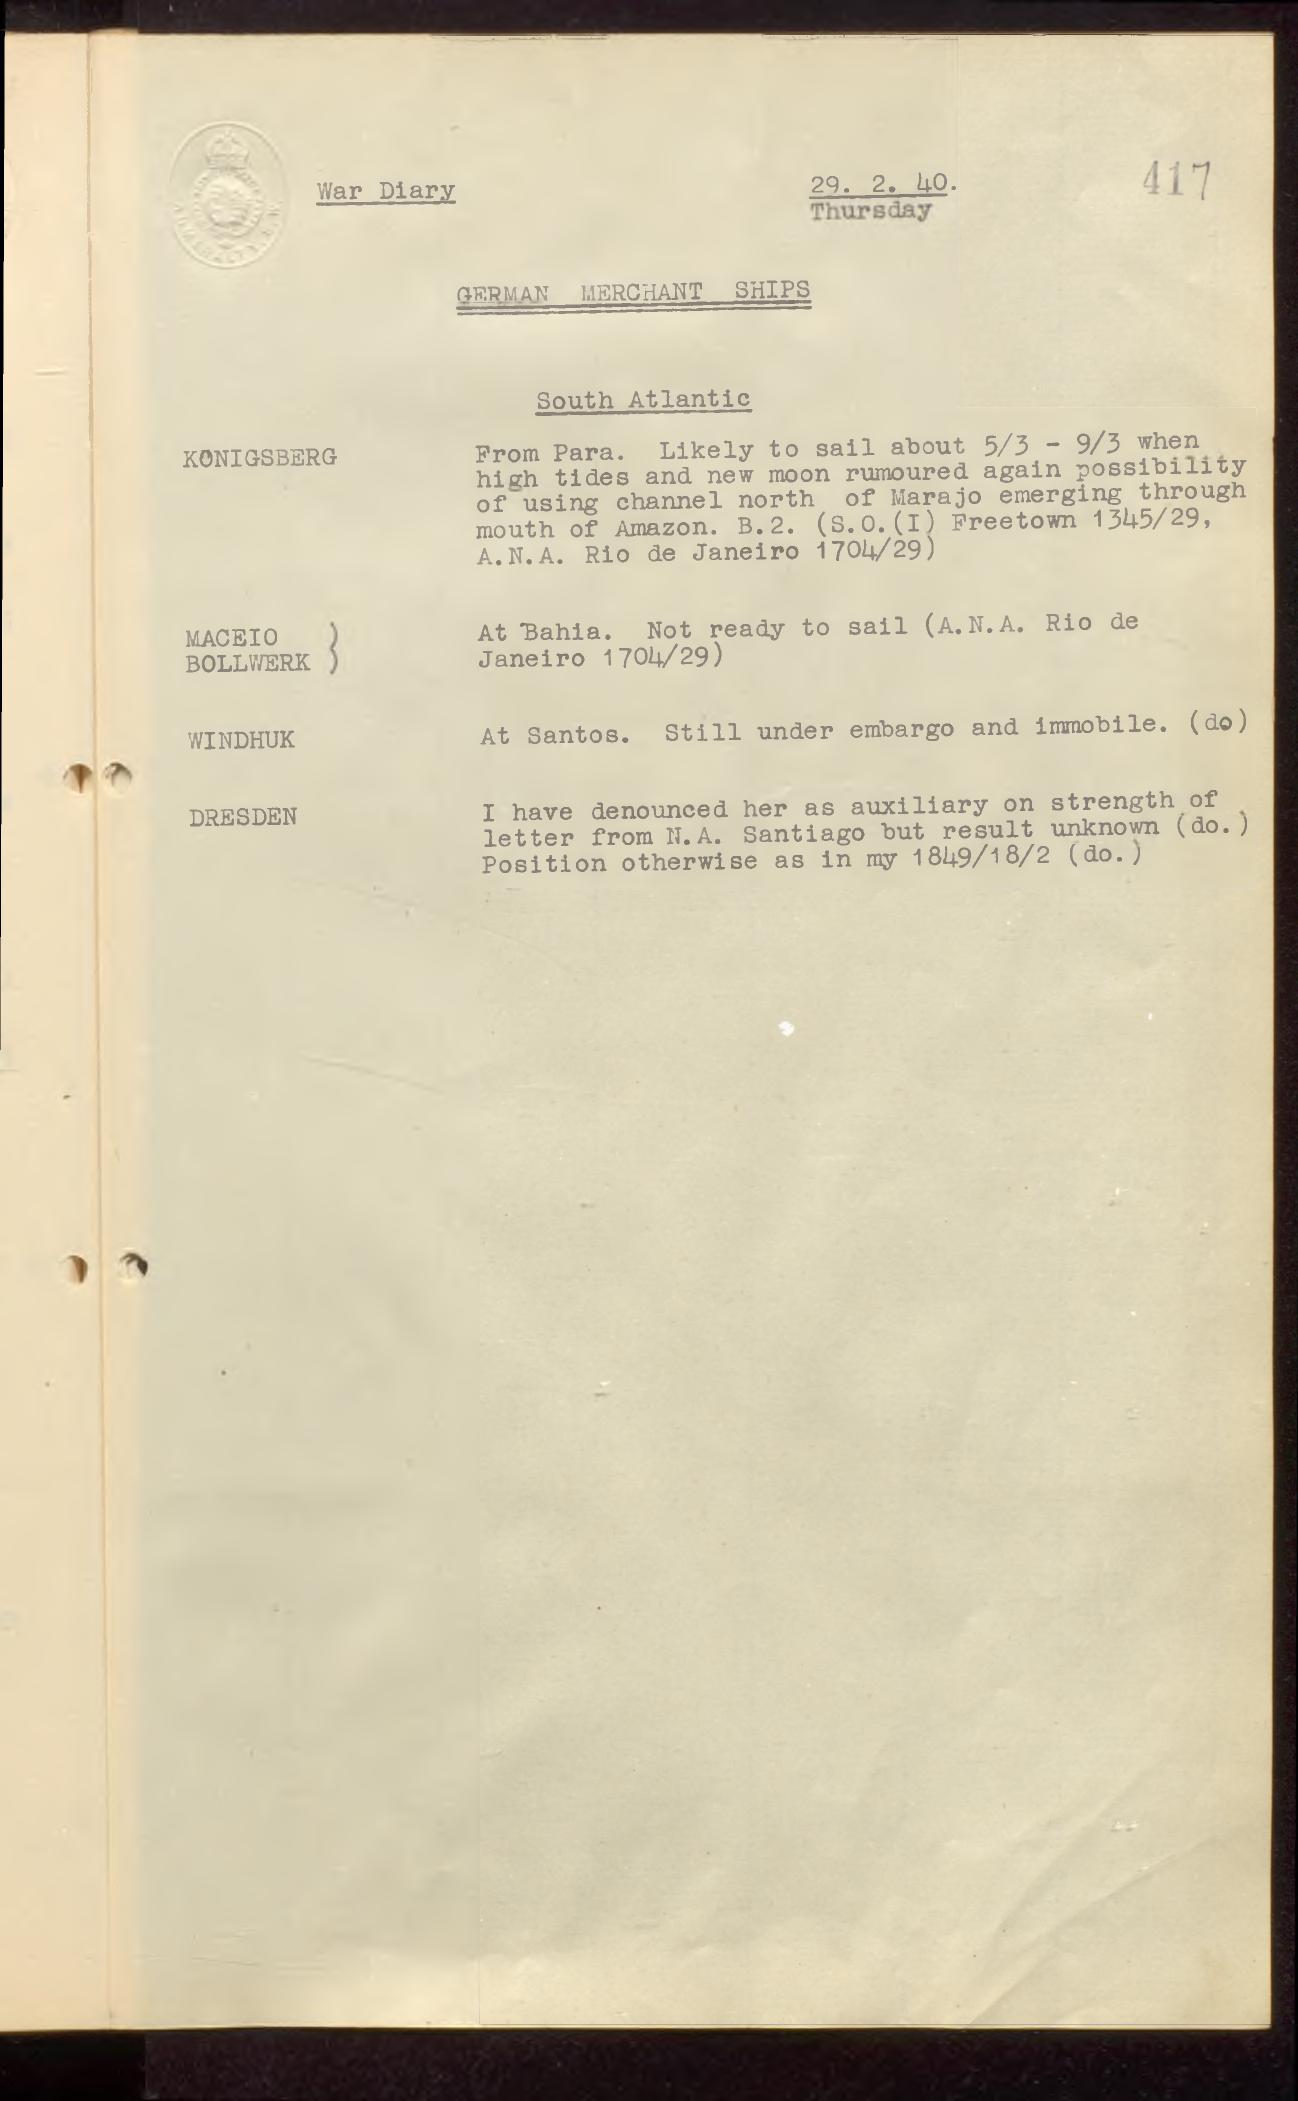 War Diary
29. 2. 40.
Thursday
417
GERMAN MERCHANT SHIPS
South Atlantic
KONIGSBERG
From Para. Likely to sail about 5/3 - 9/3 when
high tides and new moon rumoured again possibility
of using channel north of Marajo emerging through
mouth of Amazon. B.2. (S.O.(I) Freetown 1345/29,
A.N.A. Rio de Janeiro 1704/29)
MACEIO )
BOLLWERK )
At Bahia. Not ready to sail (A.N.A. Rio de
Janeiro 1704/29)
WINDHUK
At Santos. Still under embargo and immobile. (do)
DRESDEN
I have denounced her as auxiliary on strength of
letter from N.A. Santiago but result unknown (do.)
Position otherwise as in my 1849/18/2 (do.)